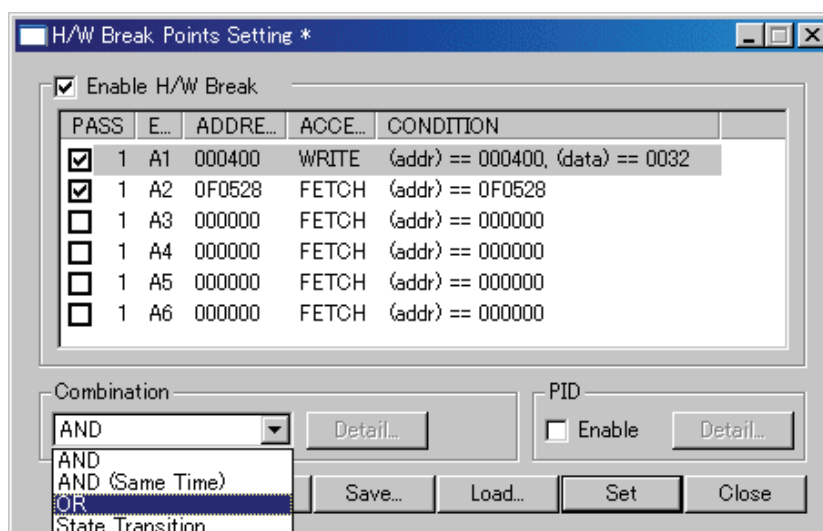 H/W Break Points Setting *
Enable H/W Break
PASS E... ADDRE... ACCE... CONDITION
1 A1 000400 WRITE (addr) == 000400, (data) == 0032
1 A2 0F0528 FETCH (addr) == 0F0528
1 A3 000000 FETCH (addr) == 000000
1 A4 000000 FETCH (addr) == 000000
1 A5 000000 FETCH (addr) == 000000
1 A6 000000 FETCH (addr) == 000000
Combination
PID
AND Detail... Enable Detail...
AND
AND (Same Time)
OR
State Transition
Save... Load... Set Close